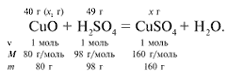 40 г (x₁ г) 49 г x г
CuO + H₂SO₄ = CuSO₄ + H₂O.
ν 1 моль 1 моль 1 моль
M 80 г/моль 98 г/моль 160 г/моль
m 80 г 98 г 160 г